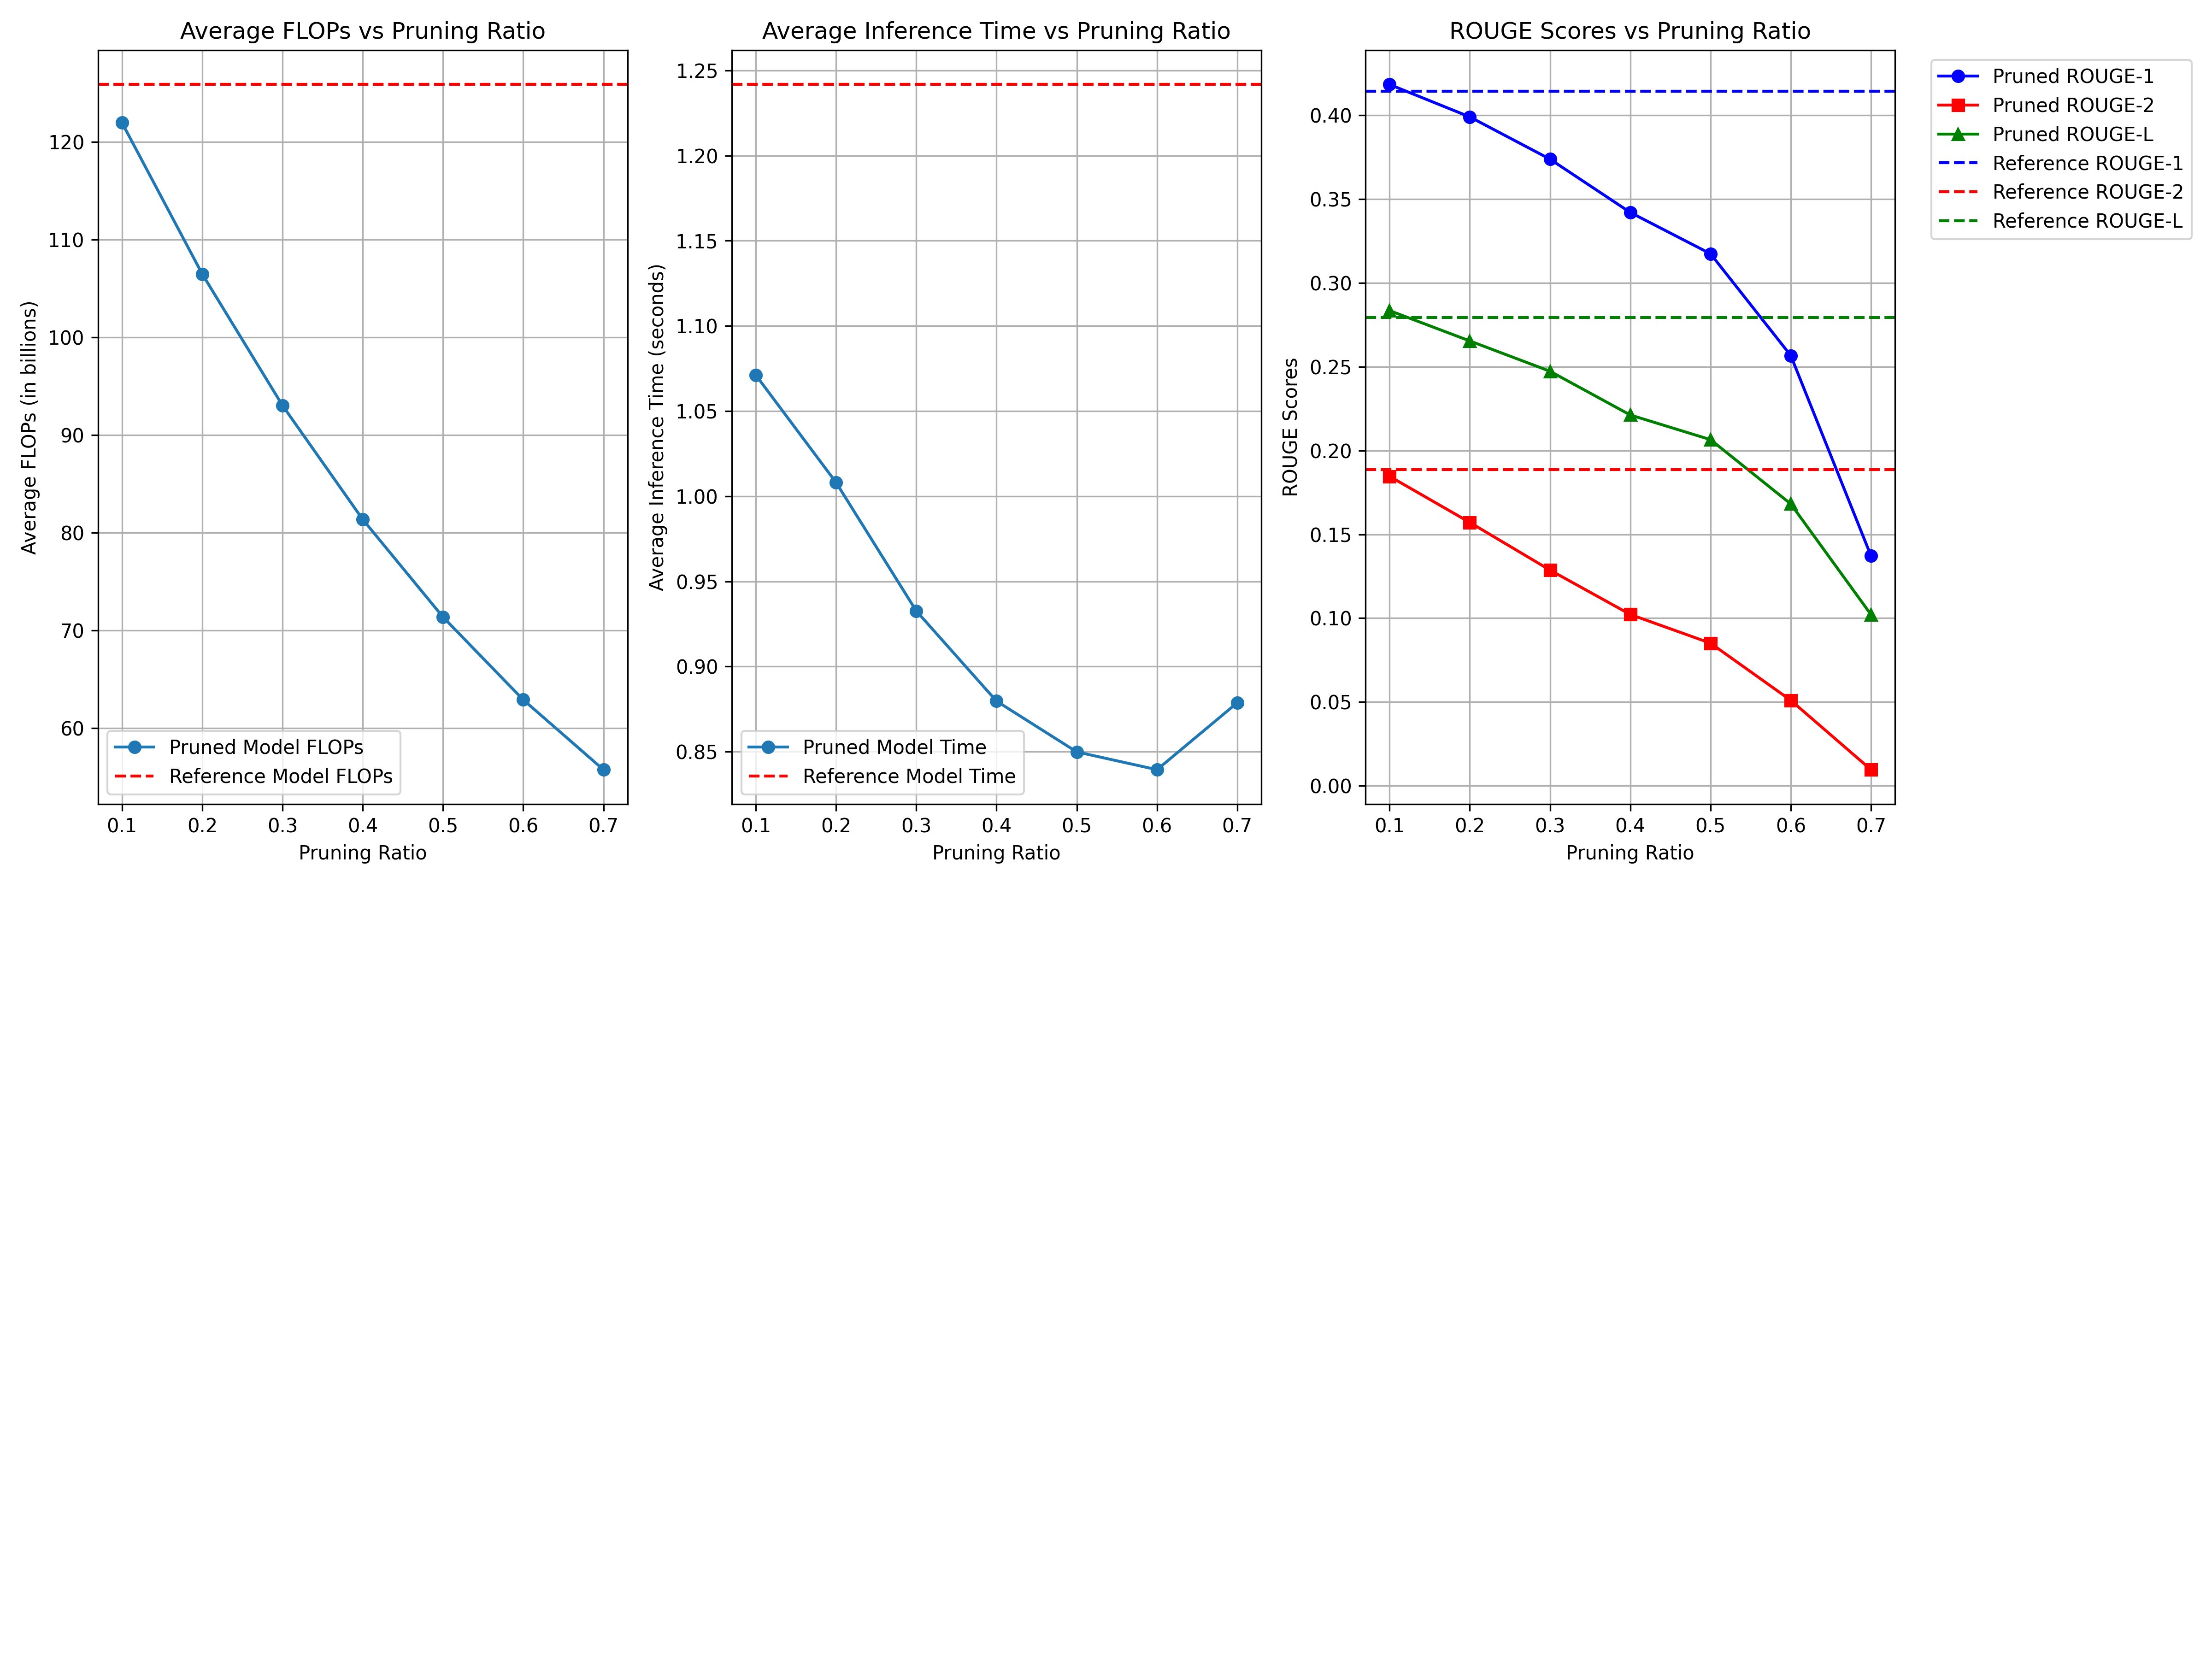 Average FLOPs vs Pruning Ratio
Average FLOPs (in billions)
120
110
100
90
80
70
60
Pruned Model FLOPs
Reference Model FLOPs
0.1 0.2 0.3 0.4 0.5 0.6 0.7
Pruning Ratio
Average Inference Time vs Pruning Ratio
Average Inference Time (seconds)
1.25
1.20
1.15
1.10
1.05
1.00
0.95
0.90
0.85
Pruned Model Time
Reference Model Time
0.1 0.2 0.3 0.4 0.5 0.6 0.7
Pruning Ratio
ROUGE Scores vs Pruning Ratio
ROUGE Scores
0.40
0.35
0.30
0.25
0.20
0.15
0.10
0.05
0.00
0.1 0.2 0.3 0.4 0.5 0.6 0.7
Pruning Ratio
Pruned ROUGE-1
Pruned ROUGE-2
Pruned ROUGE-L
Reference ROUGE-1
Reference ROUGE-2
Reference ROUGE-L